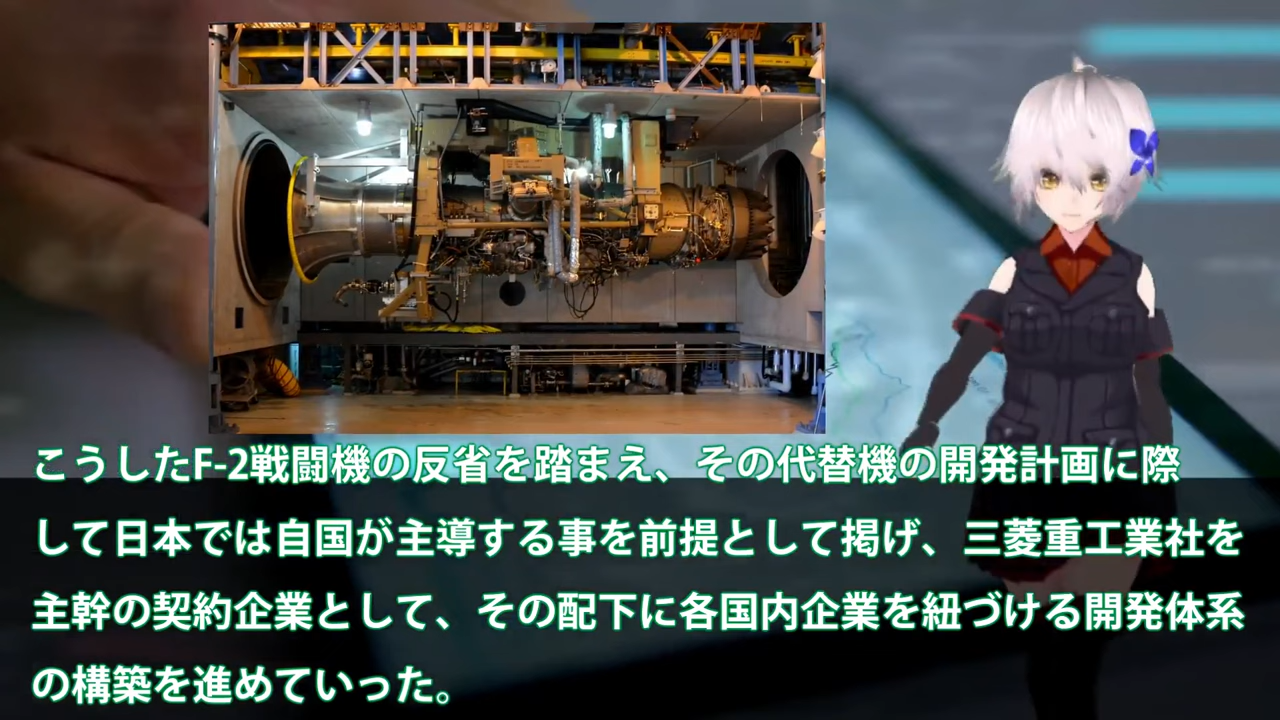 こうしたF-2戦闘機の反省を踏まえ、その代替機の開発計画に際
して日本では自国が主導する事を前提として掲げ、三菱重工業社を
主幹の契約企業として、その配下に各国内企業を紐づける開発体系
の構築を進めていった。